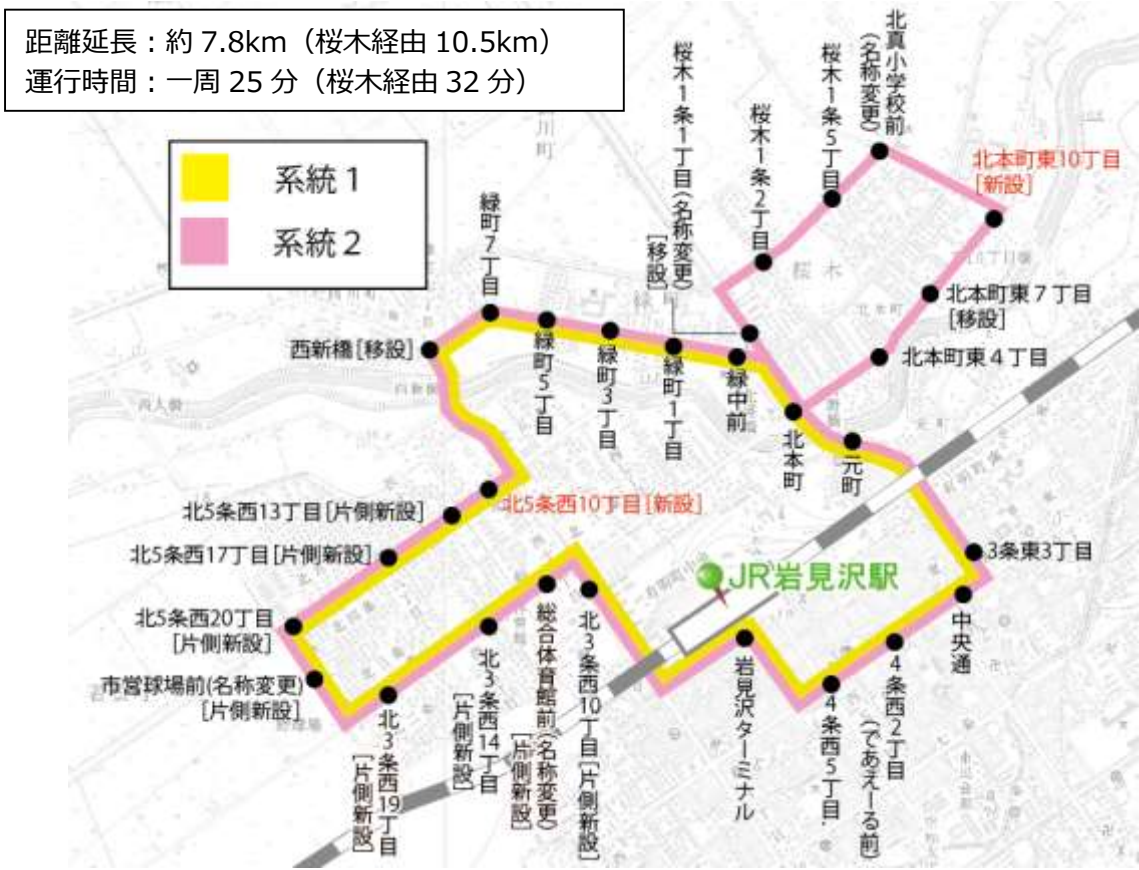 距離延長：約 7.8km（桜木経由 10.5km）
運行時間：一周 25 分（桜木経由 32 分）
系統１
系統２
北真小学校前
(名称変更)
桜木1条5丁目
桜木1条2丁目
桜木1条1丁目(名称変更)
[移設]
北本町東10丁目
[新設]
北本町東７丁目
[移設]
北本町東４丁目
緑町7丁目
西新橋[移設]
緑町5丁目
緑町3丁目
緑町1丁目
緑中前
北本町
元町
桜木
北5条西10丁目[新設]
北5条西13丁目[片側新設]
北5条西17丁目[片側新設]
北5条西20丁目
[片側新設]
市営球場前(名称変更)
[片側新設]
北3条西19丁目
[片側新設]
北3条西14丁目
[片側新設]
総合体育館前(名称変更)
[片側新設]
北3条西10丁目[片側新設]
JR岩見沢駅
岩見沢ターミナル
4条西5丁目.
4条西2丁目
(であえーる前)
中央通
3条東3丁目